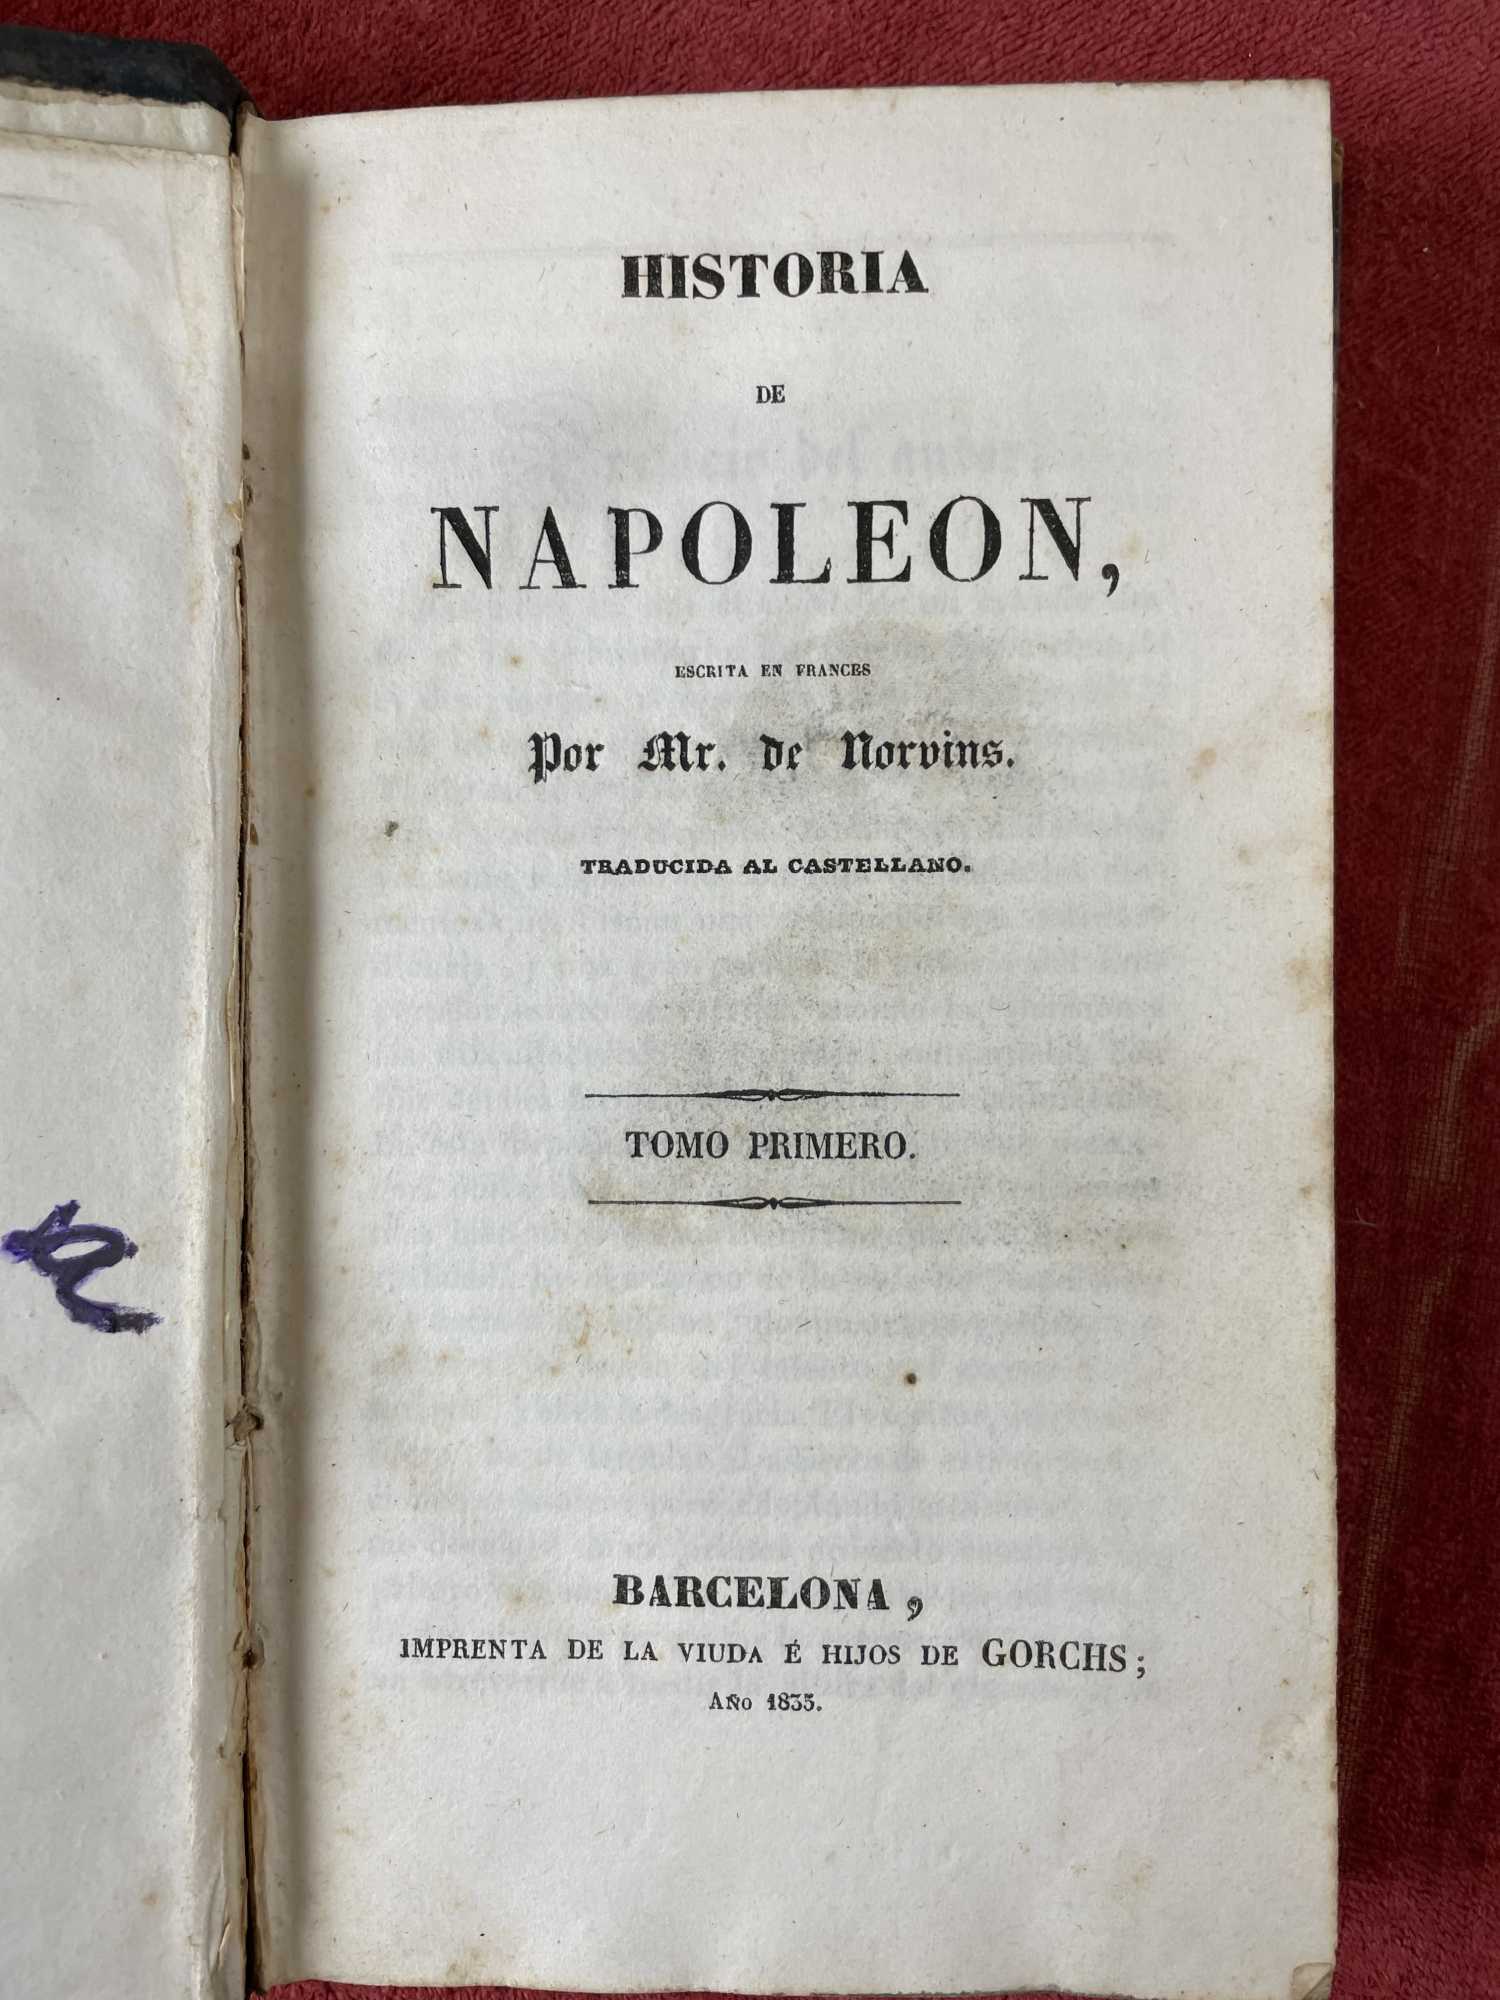 HISTORIA
DE
NAPOLEON,
ESCRITA EN FRANCES
Por Mr. de Norvins.
TRADUCIDA AL CASTELLANO.
TOMO PRIMERO.
BARCELONA,
IMPRENTA DE LA VIUDA É HIJOS DE GORCHS;
AÑO 1835.